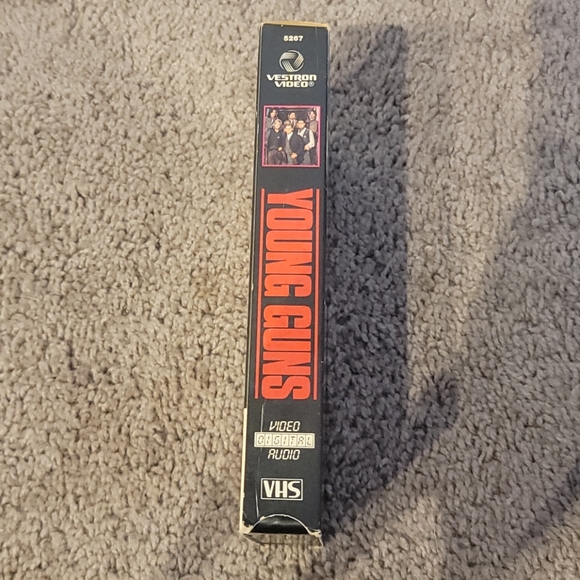 5267
VESTRON
VIDEO®
YOUNG GUNS
VIDEO
DIGITAL
AUDIO
VHS